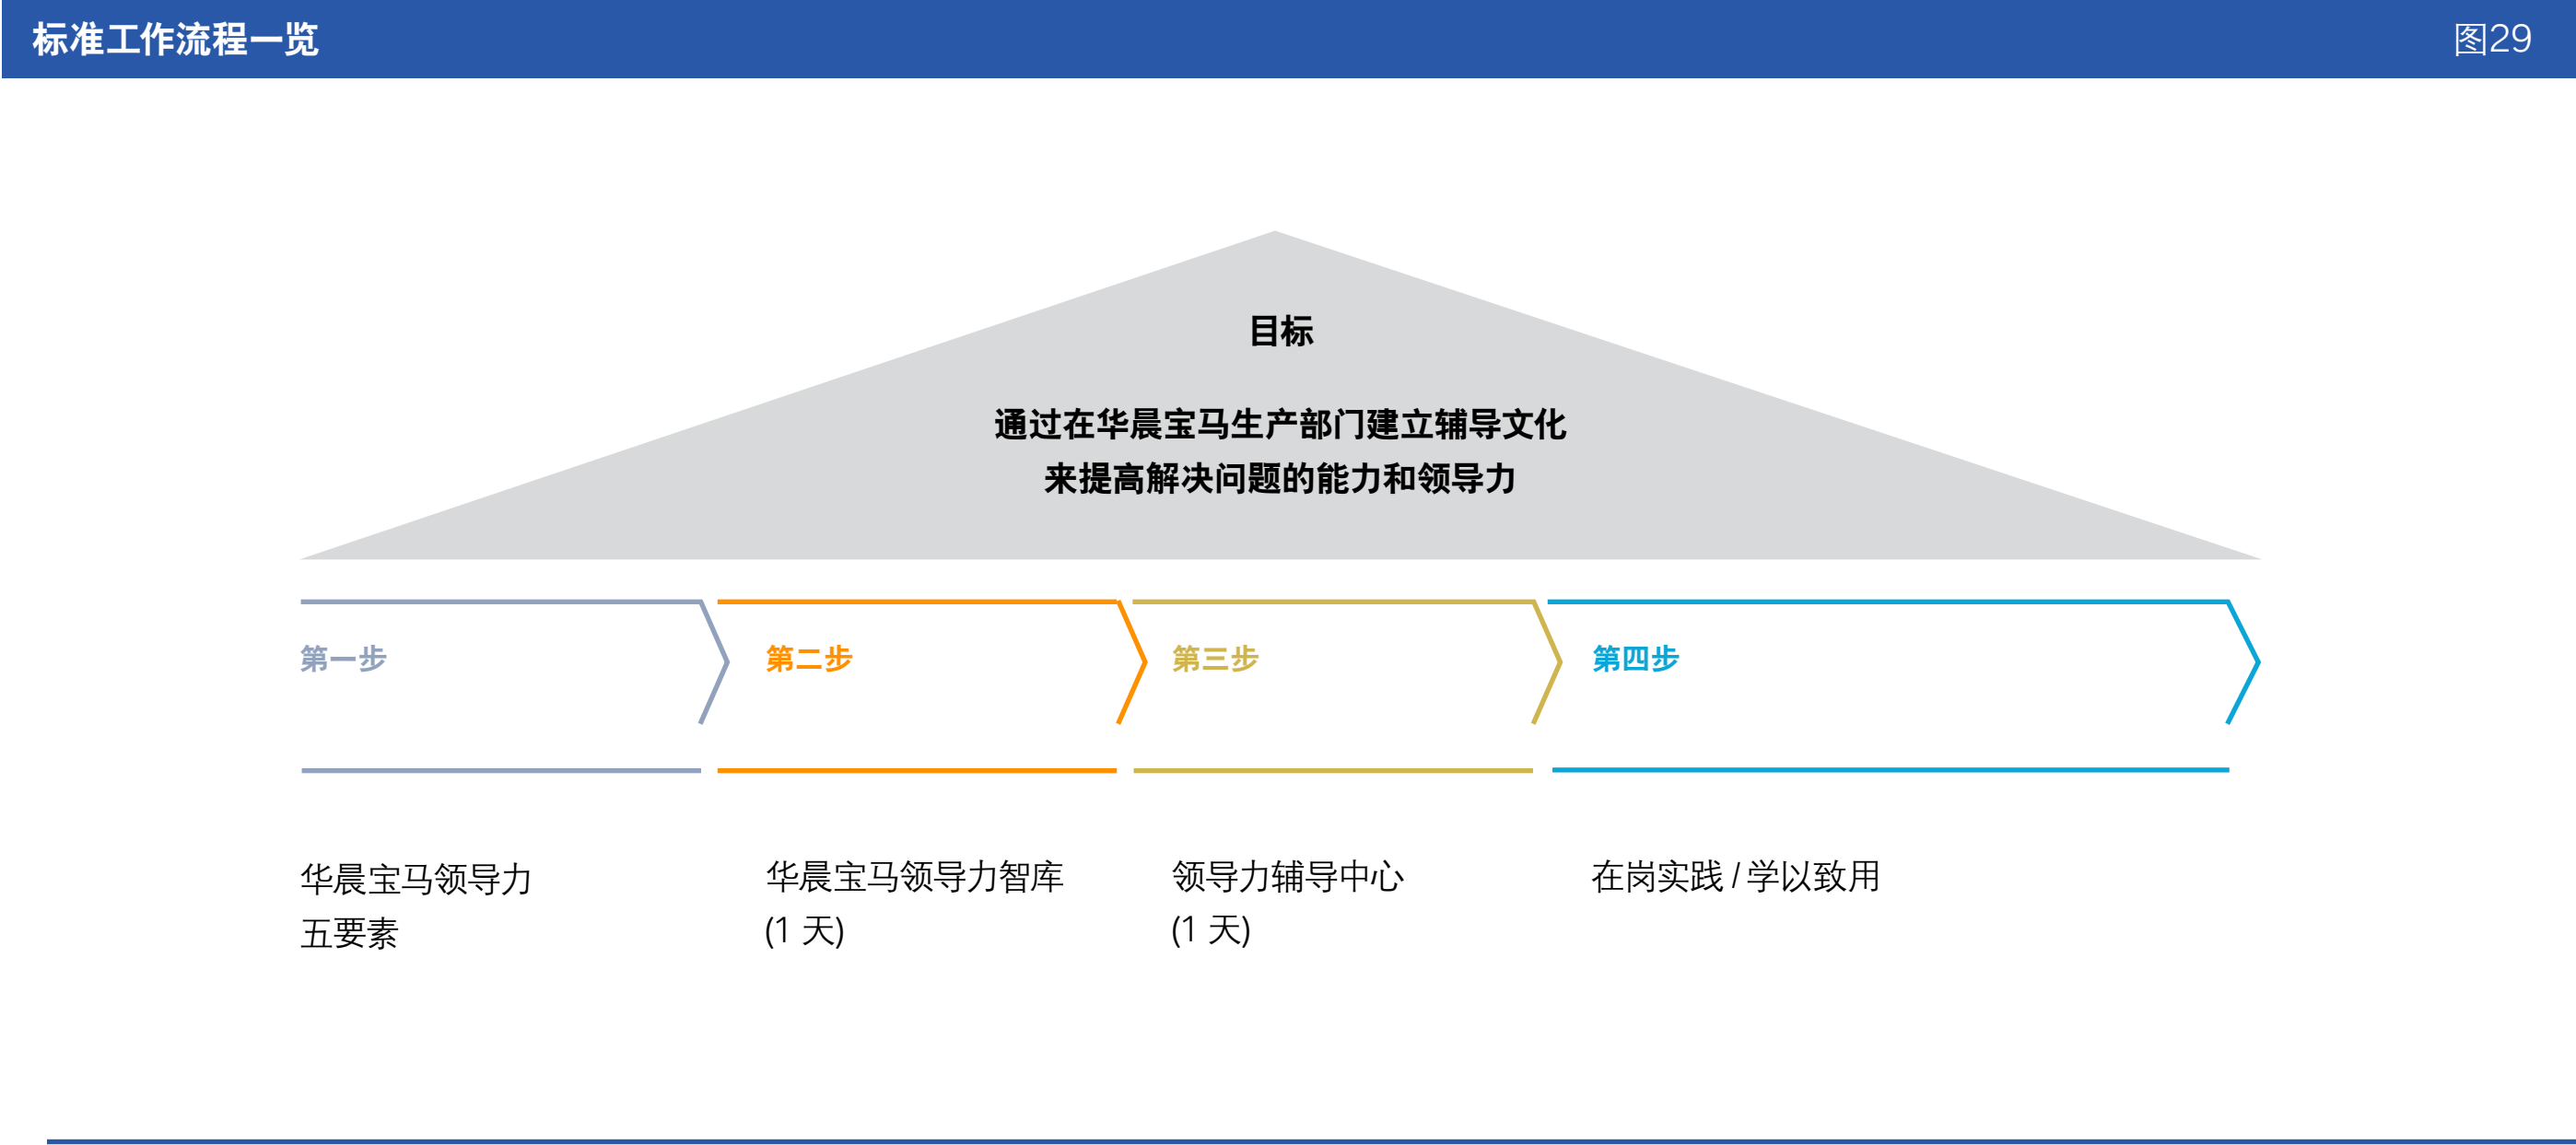 标准工作流程一览
图29
目标
通过在华晨宝马生产部门建立辅导文化
来提高解决问题的能力和领导力
第一步
第二步
第三步
第四步
华晨宝马领导力
五要素
华晨宝马领导力智库
(1 天)
领导力辅导中心
(1 天)
在岗实践 / 学以致用